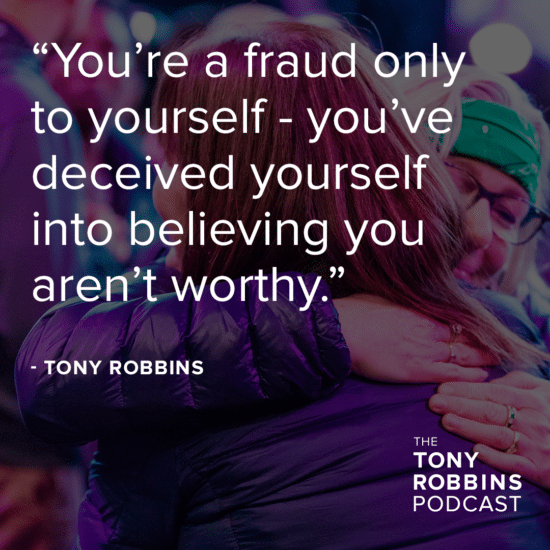 “You’re a fraud only
to yourself - you’ve
deceived yourself
into believing you
aren’t worthy.”
- TONY ROBBINS
THE
TONY
ROBBINS
PODCAST